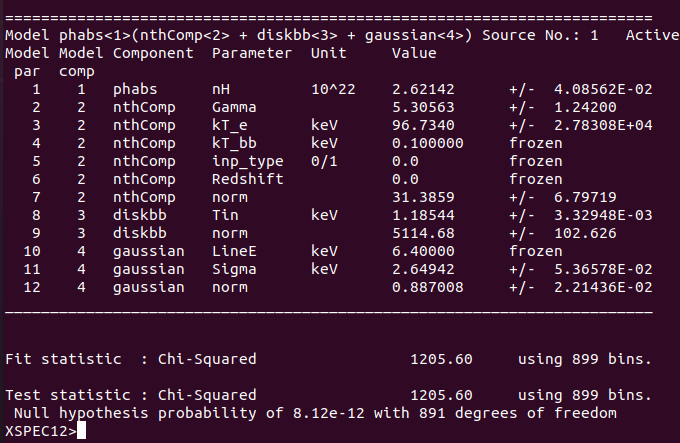 ========================================================================
Model phabs<1>(nthComp<2> + diskbb<3> + gaussian<4>) Source No.: 1   Active
Model Model Component  Parameter  Unit     Value
 par  comp
   1    1   phabs      nH         10^22    2.62142      +/-  4.08562E-02
   2    2   nthComp    Gamma               5.30563      +/-  1.24200
   3    2   nthComp    kT_e       keV      96.7340      +/-  2.78308E+04
   4    2   nthComp    kT_bb      keV      0.100000     frozen
   5    2   nthComp    inp_type   0/1      0.0          frozen
   6    2   nthComp    Redshift            0.0          frozen
   7    2   nthComp    norm                31.3859      +/-  6.79719
   8    3   diskbb     Tin        keV      1.18544      +/-  3.32948E-03
   9    3   diskbb     norm                5114.68      +/-  102.626
  10    4   gaussian   LineE      keV      6.40000      frozen
  11    4   gaussian   Sigma      keV      2.64942      +/-  5.36578E-02
  12    4   gaussian   norm                0.887008     +/-  2.21436E-02
________________________________________________________________________
Fit statistic  : Chi-Squared                 1205.60     using 899 bins.
Test statistic : Chi-Squared                 1205.60     using 899 bins.
 Null hypothesis probability of 8.12e-12 with 891 degrees of freedom
XSPEC12>